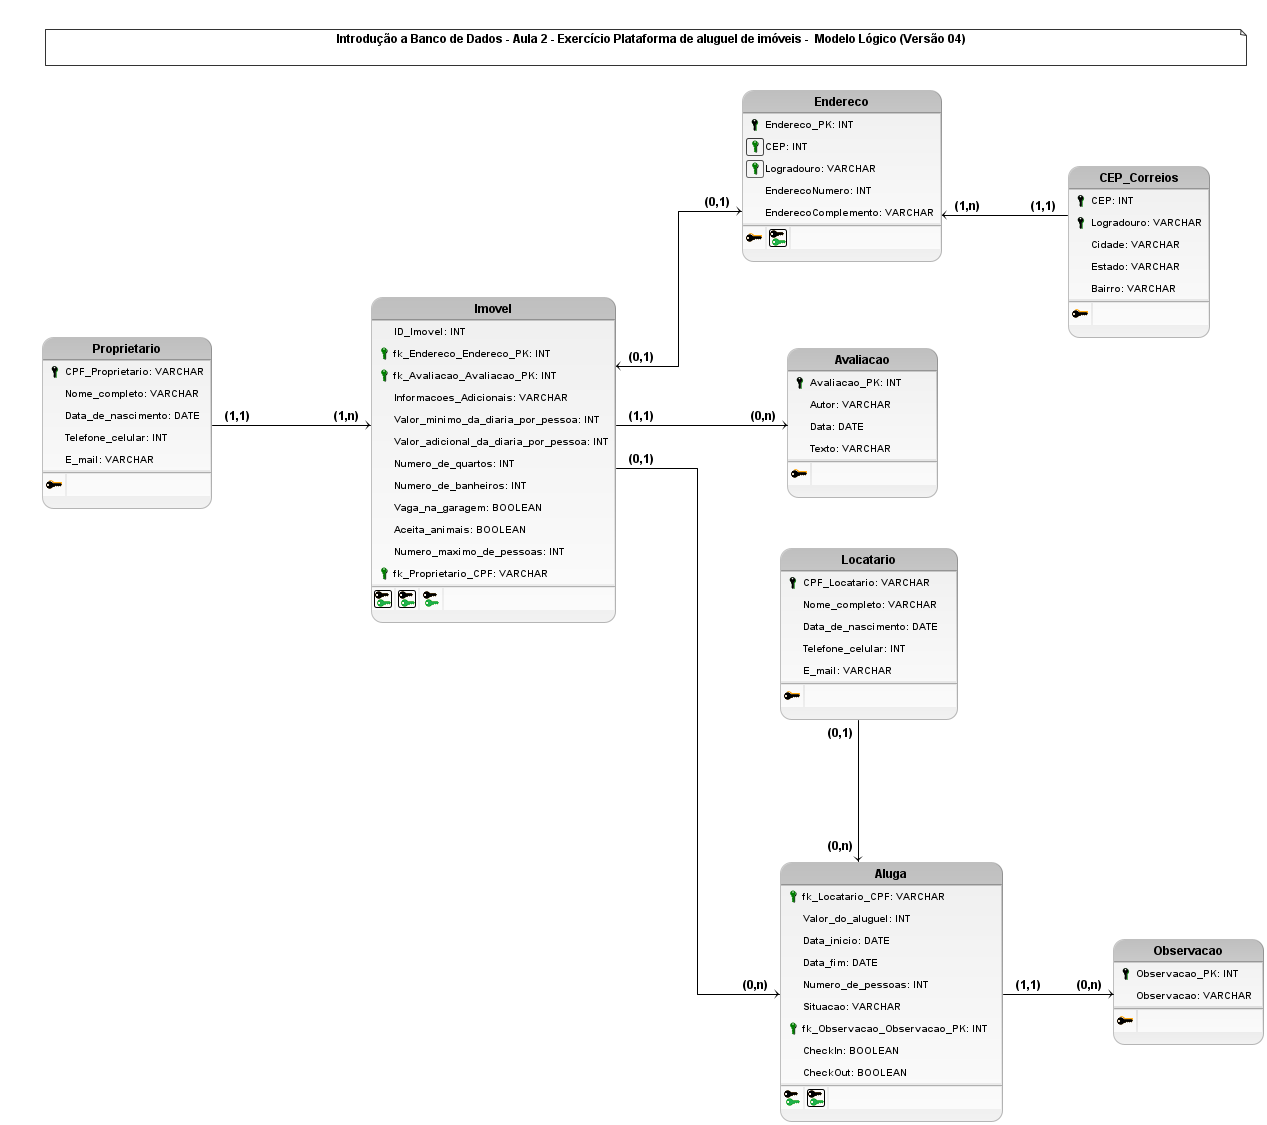 Introdução a Banco de Dados - Aula 2 - Exercício Plataforma de aluguel de imóveis -  Modelo Lógico (Versão 04)
Endereco
Endereco_PK: INT
CEP: INT
Logradouro: VARCHAR
EnderecoNumero: INT
EnderecoComplemento: VARCHAR
CEP_Correios
CEP: INT
Logradouro: VARCHAR
Cidade: VARCHAR
Estado: VARCHAR
Bairro: VARCHAR
(0,1)
(1,n)
(1,1)
Imovel
ID_Imovel: INT
fk_Endereco_Endereco_PK: INT
fk_Avaliacao_Avaliacao_PK: INT
Informacoes_Adicionais: VARCHAR
Valor_minimo_da_diaria_por_pessoa: INT
Valor_adicional_da_diaria_por_pessoa: INT
Numero_de_quartos: INT
Numero_de_banheiros: INT
Vaga_na_garagem: BOOLEAN
Aceita_animais: BOOLEAN
Numero_maximo_de_pessoas: INT
fk_Proprietario_CPF: VARCHAR
Proprietario
CPF_Proprietario: VARCHAR
Nome_completo: VARCHAR
Data_de_nascimento: DATE
Telefone_celular: INT
E_mail: VARCHAR
(1,1)
(1,n)
(0,1)
(1,1)
(0,n)
(0,1)
Avaliacao
Avaliacao_PK: INT
Autor: VARCHAR
Data: DATE
Texto: VARCHAR
Locatario
CPF_Locatario: VARCHAR
Nome_completo: VARCHAR
Data_de_nascimento: DATE
Telefone_celular: INT
E_mail: VARCHAR
(0,1)
(0,n)
Aluga
fk_Locatario_CPF: VARCHAR
Valor_do_aluguel: INT
Data_inicio: DATE
Data_fim: DATE
Numero_de_pessoas: INT
Situacao: VARCHAR
fk_Observacao_Observacao_PK: INT
CheckIn: BOOLEAN
CheckOut: BOOLEAN
(0,n)
(1,1)
(0,n)
Observacao
Observacao_PK: INT
Observacao: VARCHAR